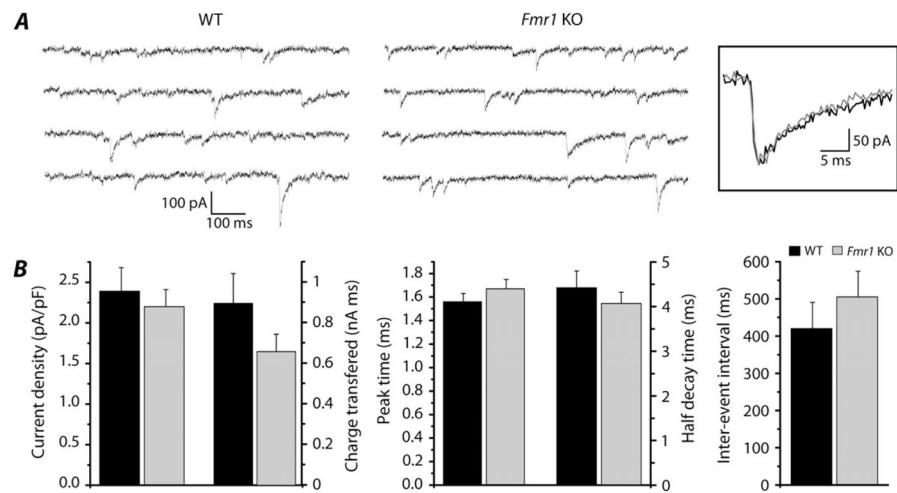 A
WT
Fmr1 KO
100 pA
100 ms
50 pA
5 ms
B
WT
Fmr1 KO
Current density (pA/pF)
2.5
2.0
1.5
1.0
0.5
0.0
1
0.8
0.6
0.4
0.2
0
Charge transfered (nA ms)
Peak time (ms)
1.8
1.6
1.4
1.2
1.0
0.8
0.6
0.4
0.2
0.0
5
4
3
2
1
0
Half decay time (ms)
Inter-event interval (ms)
600
500
400
300
200
100
0